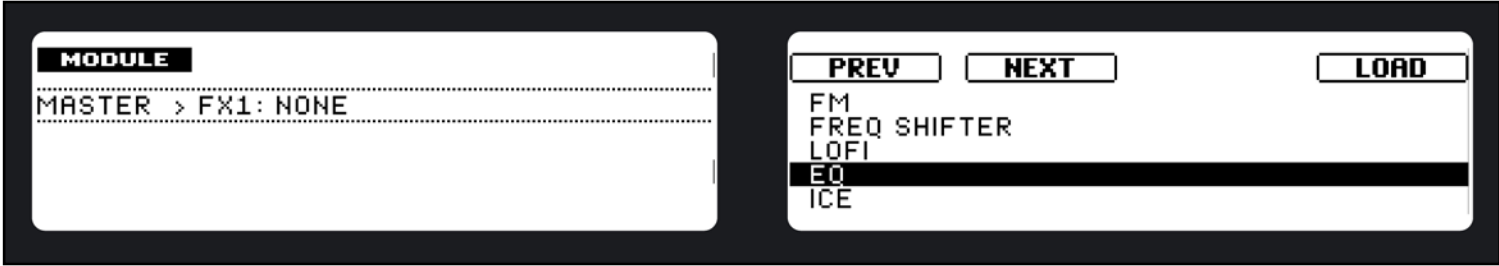 MODULE
MASTER > FX1: NONE
PREV NEXT LOAD
FM
FREQ SHIFTER
LOFI
EQ
ICE